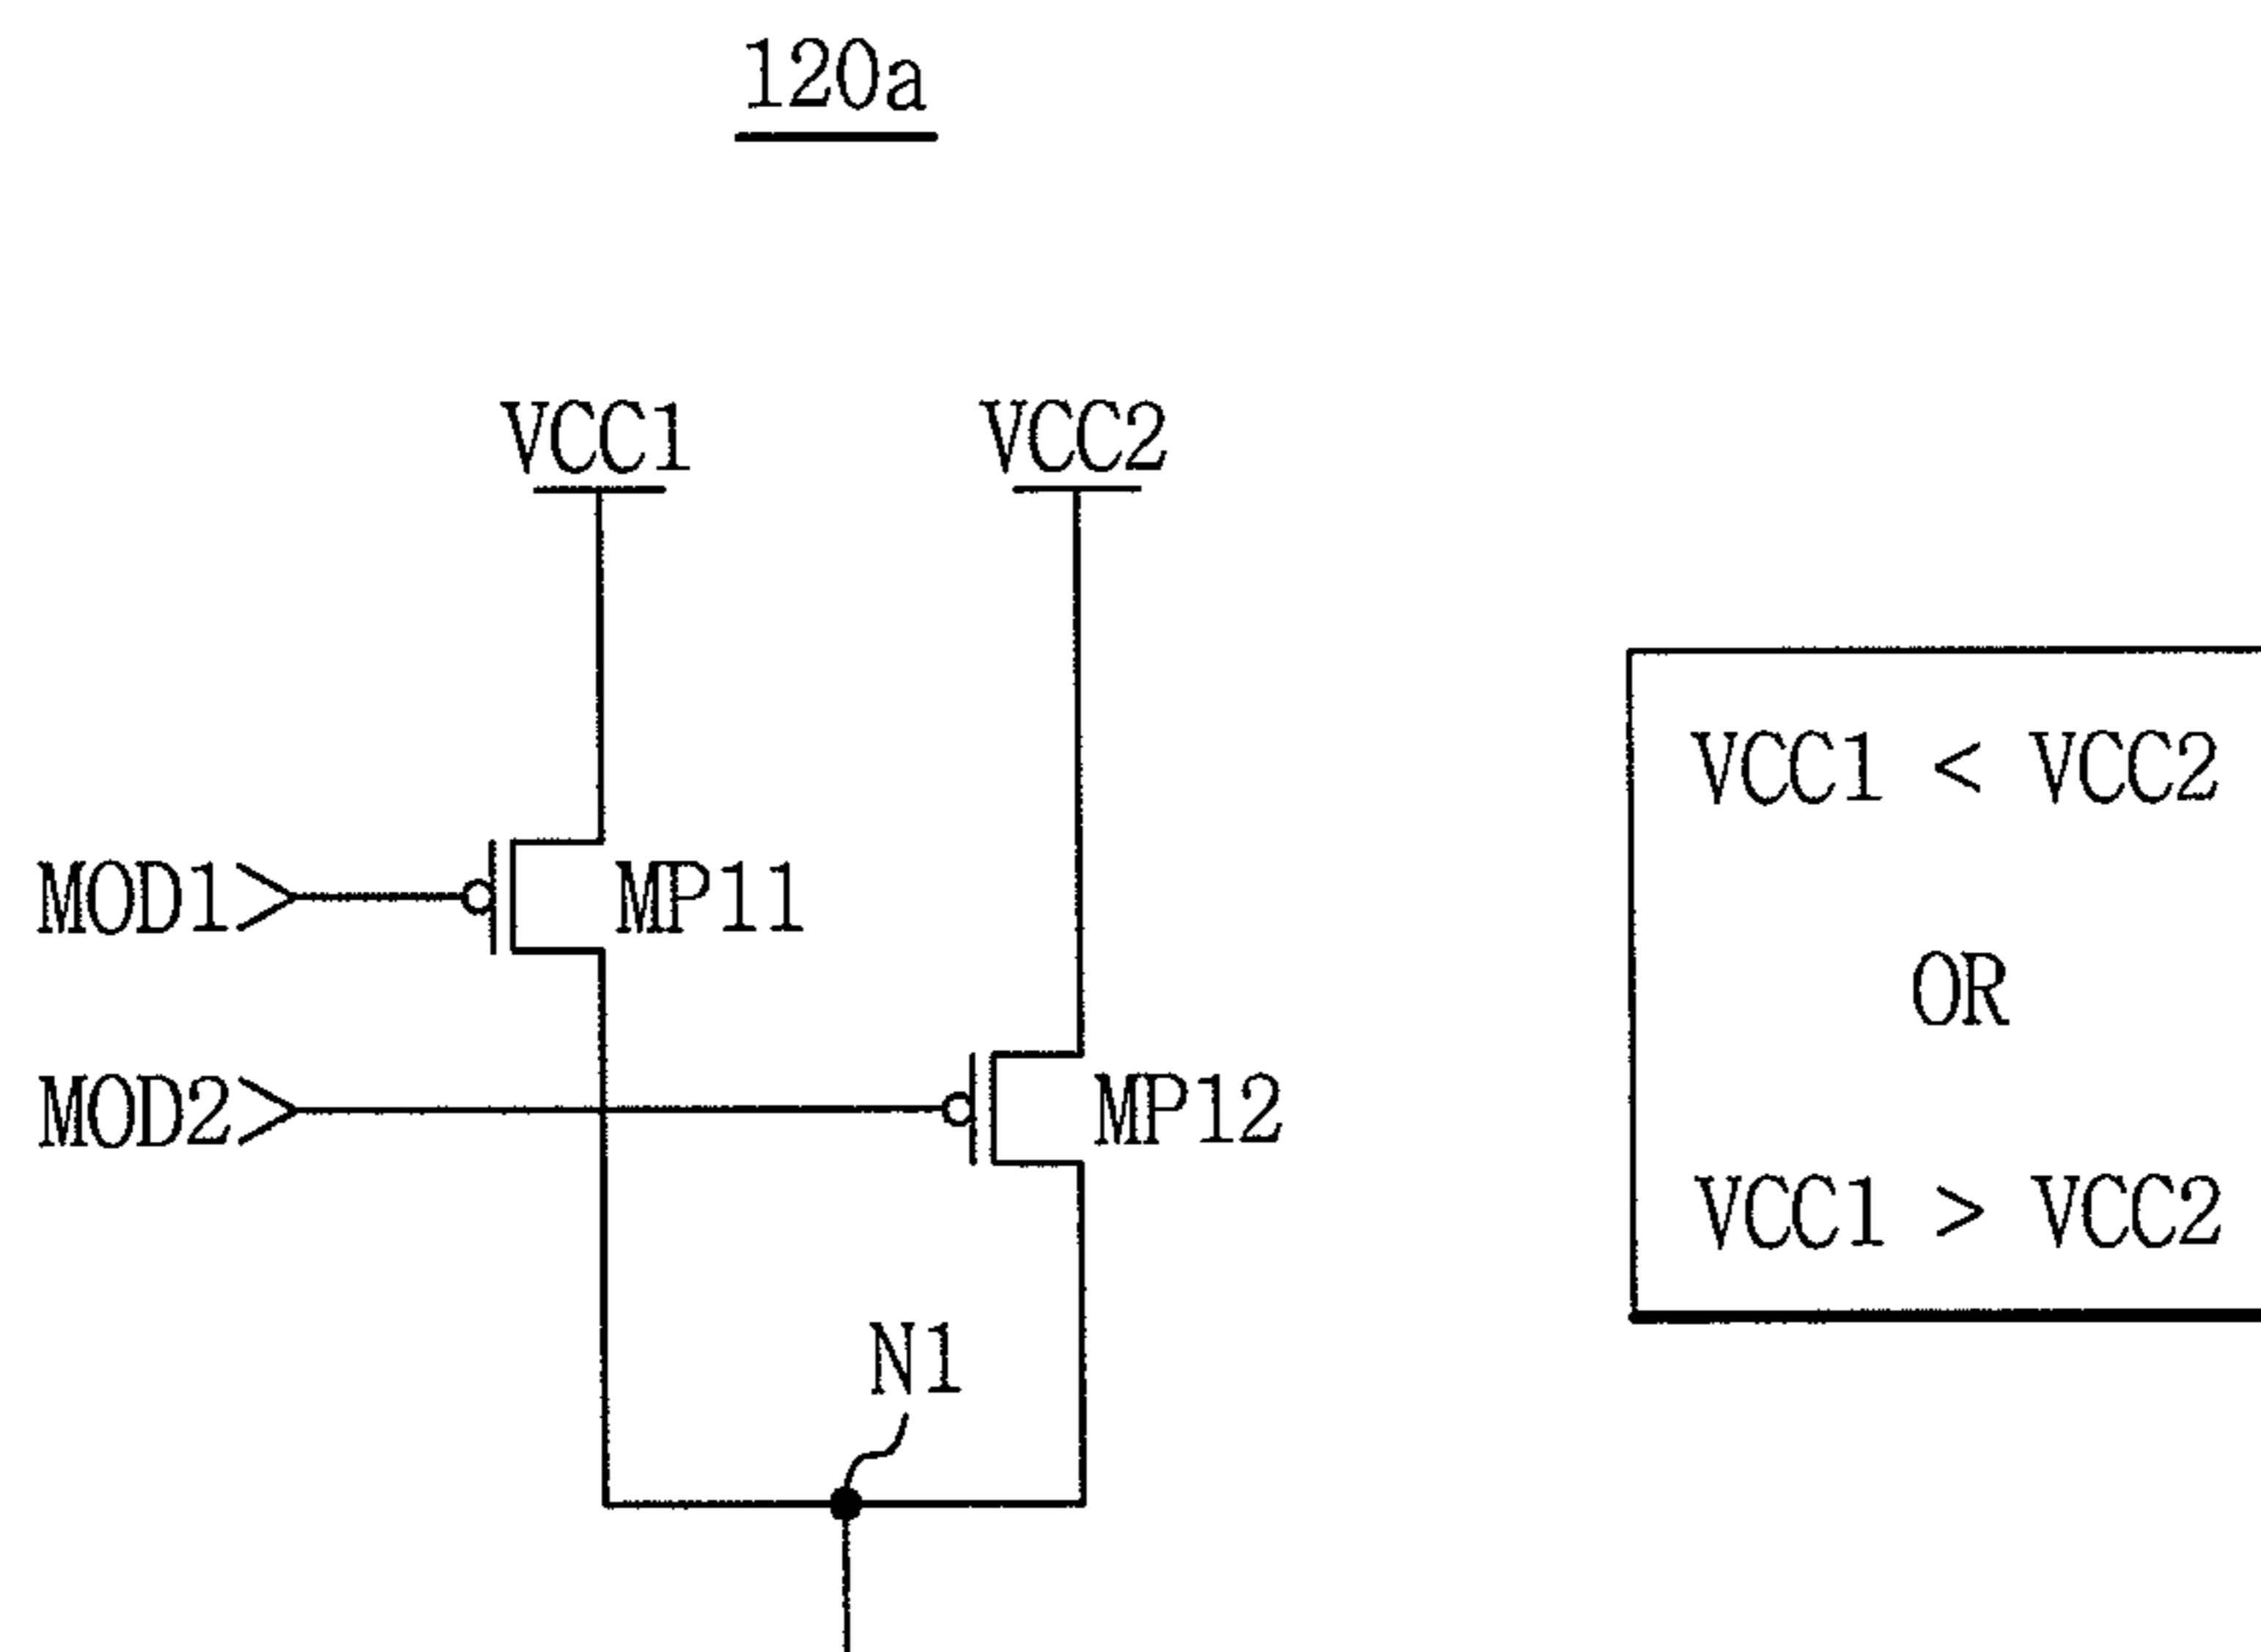 120a
VCC1
VCC2
MOD1
MP11
MOD2
MP12
N1
VCC1 < VCC2
OR
VCC1 > VCC2